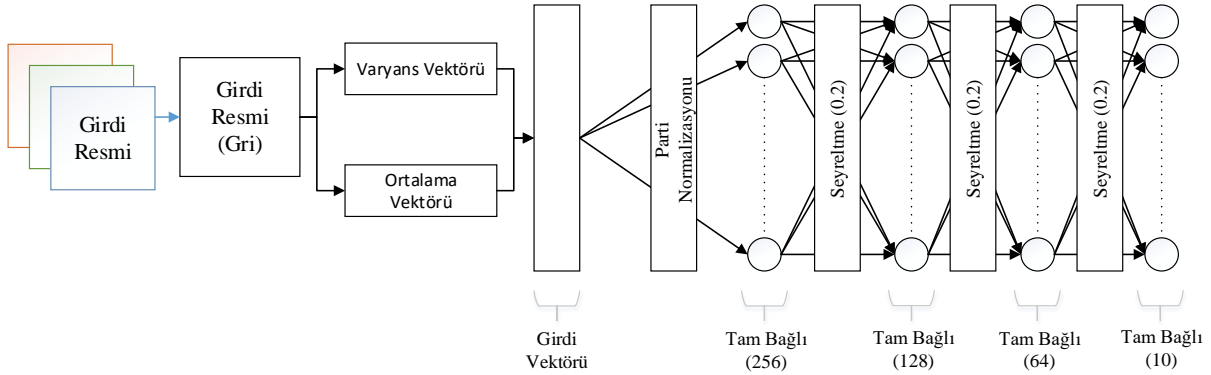 Girdi
Resmi
Girdi
Resmi
(Gri)
Varyans Vektörü
Ortalama
Vektörü
Girdi
Vektörü
Parti
Normalizasyonu
Tam Bağlı
(256)
Seyreltme (0.2)
Tam Bağlı
(128)
Seyreltme (0.2)
Tam Bağlı
(64)
Seyreltme (0.2)
Tam Bağlı
(10)